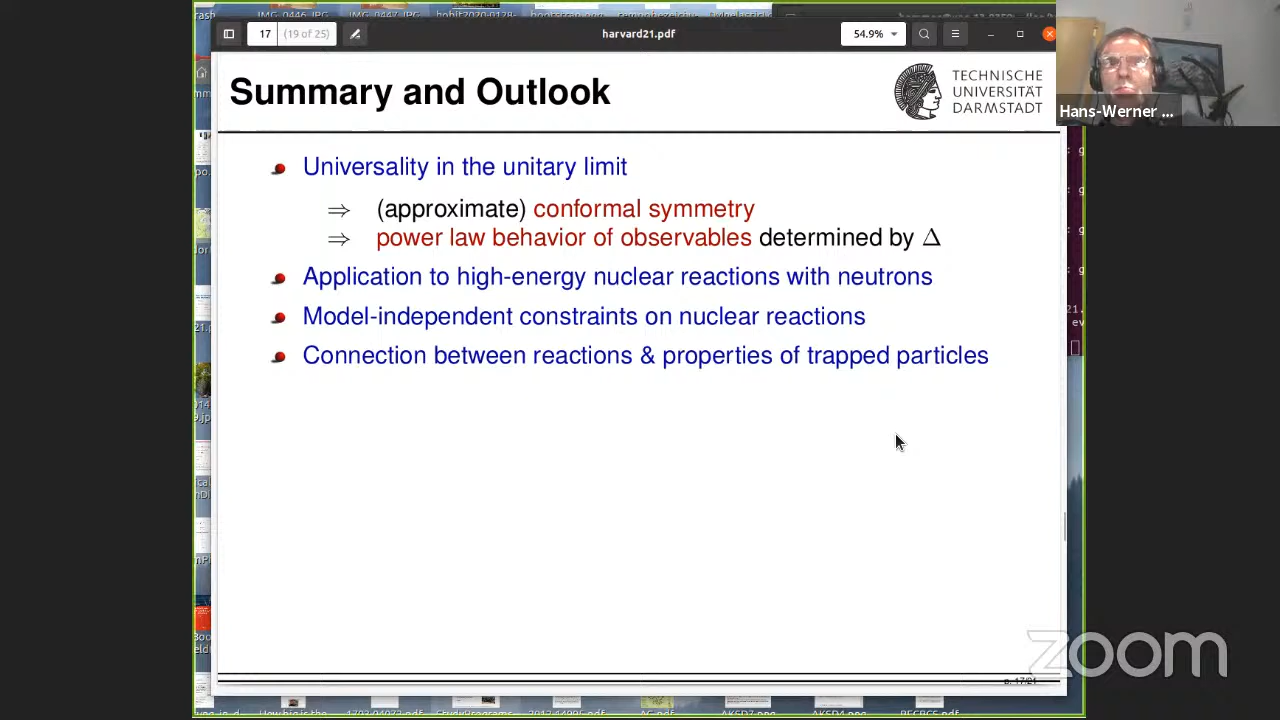 17
(19 of 25)
harvard21.pdf
54.9%
Summary and Outlook
TECHNISCHE
UNIVERSITÄT
DARMSTADT
Hans-Werner ...
Universality in the unitary limit
⇒ (approximate) conformal symmetry
⇒ power law behavior of observables determined by Δ
Application to high-energy nuclear reactions with neutrons
Model-independent constraints on nuclear reactions
Connection between reactions & properties of trapped particles
zoom